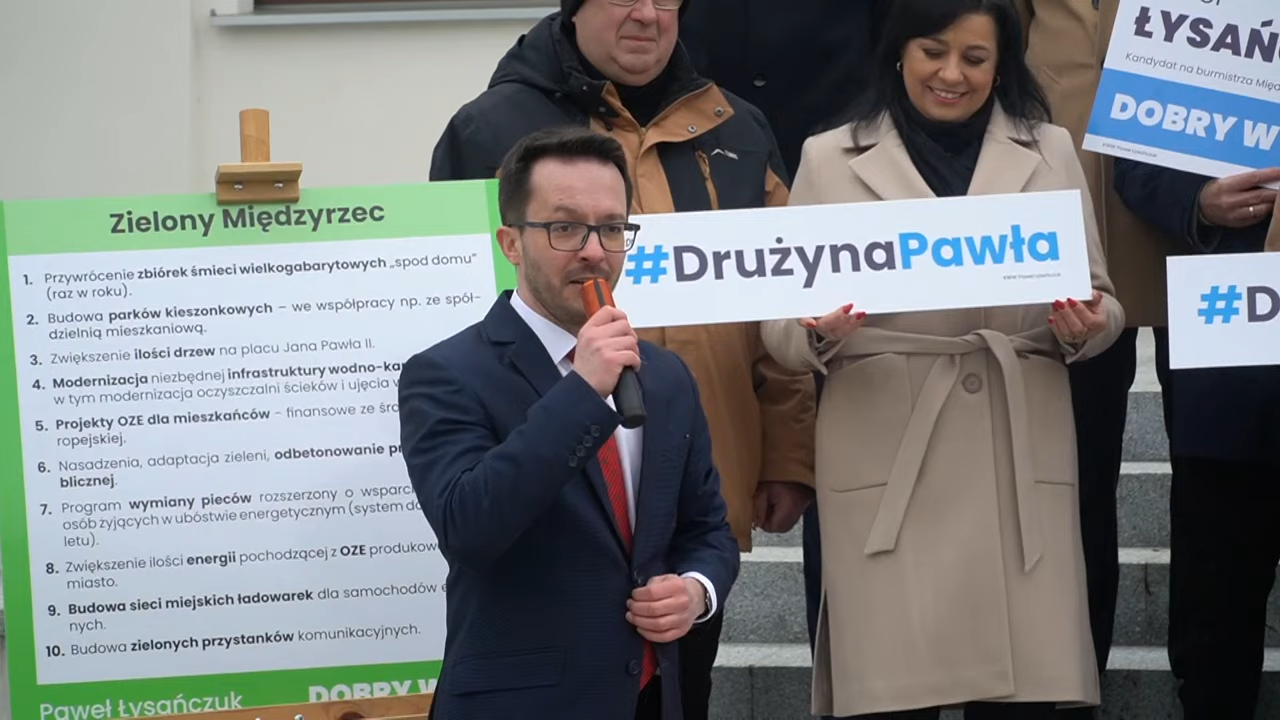 Zielony Międzyrzec
1. Przywrócenie zbiórek śmieci wielkogabarytowych „spod domu”
(raz w roku).
2. Budowa parków kieszonkowych – we współpracy np. ze spół-
dzielnią mieszkaniową.
3. Zwiększenie ilości drzew na placu Jana Pawła II.
4. Modernizacja niezbędnej infrastruktury wodno-ka
w tym modernizacja oczyszczalni ścieków i ujęcia
5. Projekty OZE dla mieszkańców – finansowe ze śro
ropejskiej.
6. Nasadzenia, adaptacja zieleni, odbetonowanie pr
blicznej.
7. Program wymiany pieców rozszerzony o wsparci
osób żyjących w ubóstwie energetycznym (system do
letu).
8. Zwiększenie ilości energii pochodzącej z OZE produkow
miasto.
9. Budowa sieci miejskich ładowarek dla samochodów e
nych.
10. Budowa zielonych przystanków komunikacyjnych.
Paweł Łysańczuk
DOBRY W
#DrużynaPawła
ŁYSAŃ
Kandydat na burmistrza Mię
DOBRY W
#D